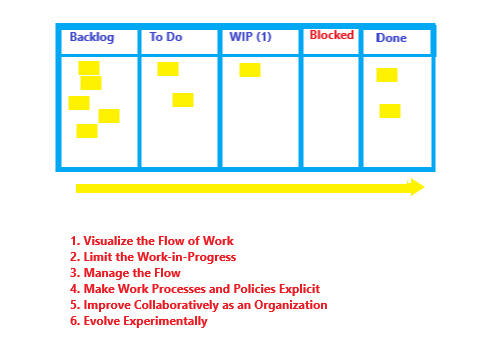 Backlog To Do WIP (1) Blocked Done
1. Visualize the Flow of Work
2. Limit the Work-in-Progress
3. Manage the Flow
4. Make Work Processes and Policies Explicit
5. Improve Collaboratively as an Organization
6. Evolve Experimentally